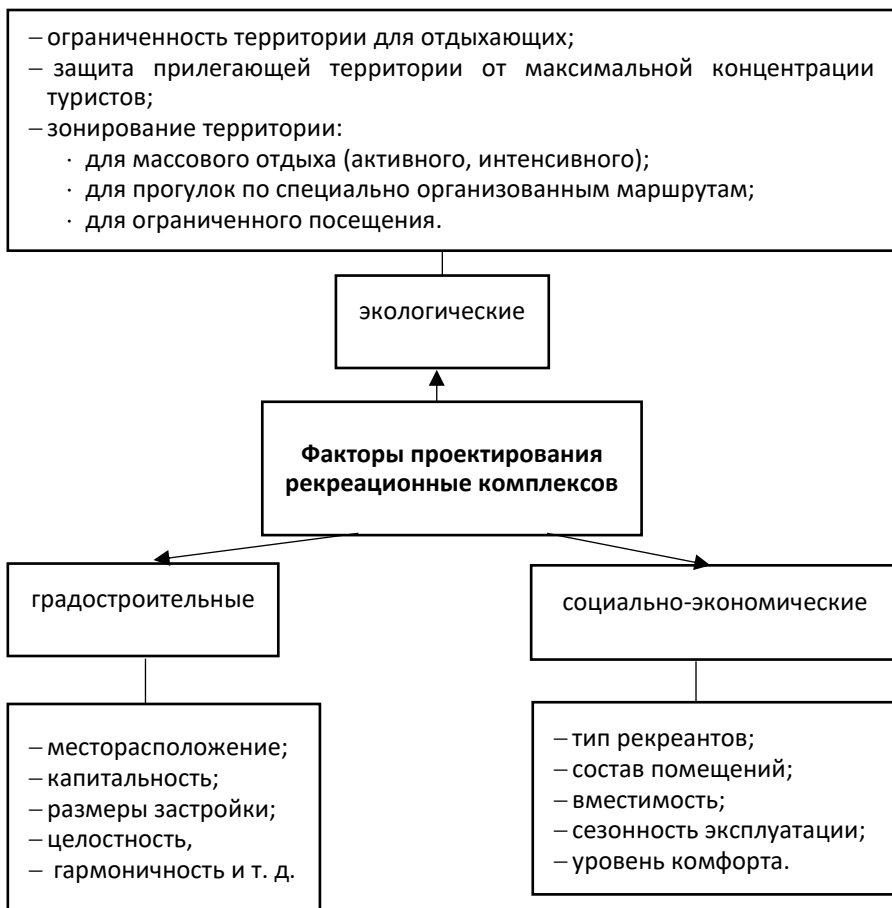 – ограниченность территории для отдыхающих;
– защита прилегающей территории от максимальной концентрации
туристов;
– зонирование территории:
· для массового отдыха (активного, интенсивного);
· для прогулок по специально организованным маршрутам;
· для ограниченного посещения.
экологические
Факторы проектирования
рекреационные комплексов
градостроительные
социально-экономические
– месторасположение;
– капитальность;
– размеры застройки;
– целостность,
– гармоничность и т. д.
– тип рекреантов;
– состав помещений;
– вместимость;
– сезонность эксплуатации;
– уровень комфорта.